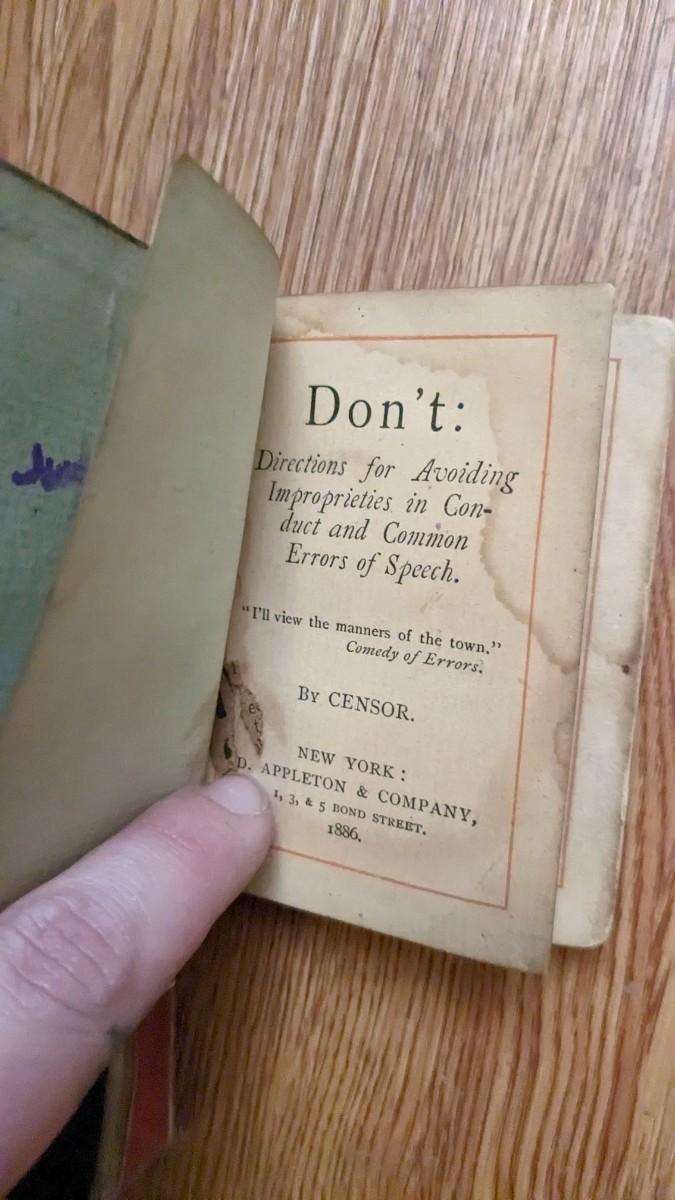 Don't:
Directions for Avoiding
Improprieties in Con-
duct and Common
Errors of Speech.
"I'll view the manners of the town."
Comedy of Errors.
By CENSOR.
NEW YORK:
D. APPLETON & COMPANY,
1, 3, & 5 BOND STREET.
1886.